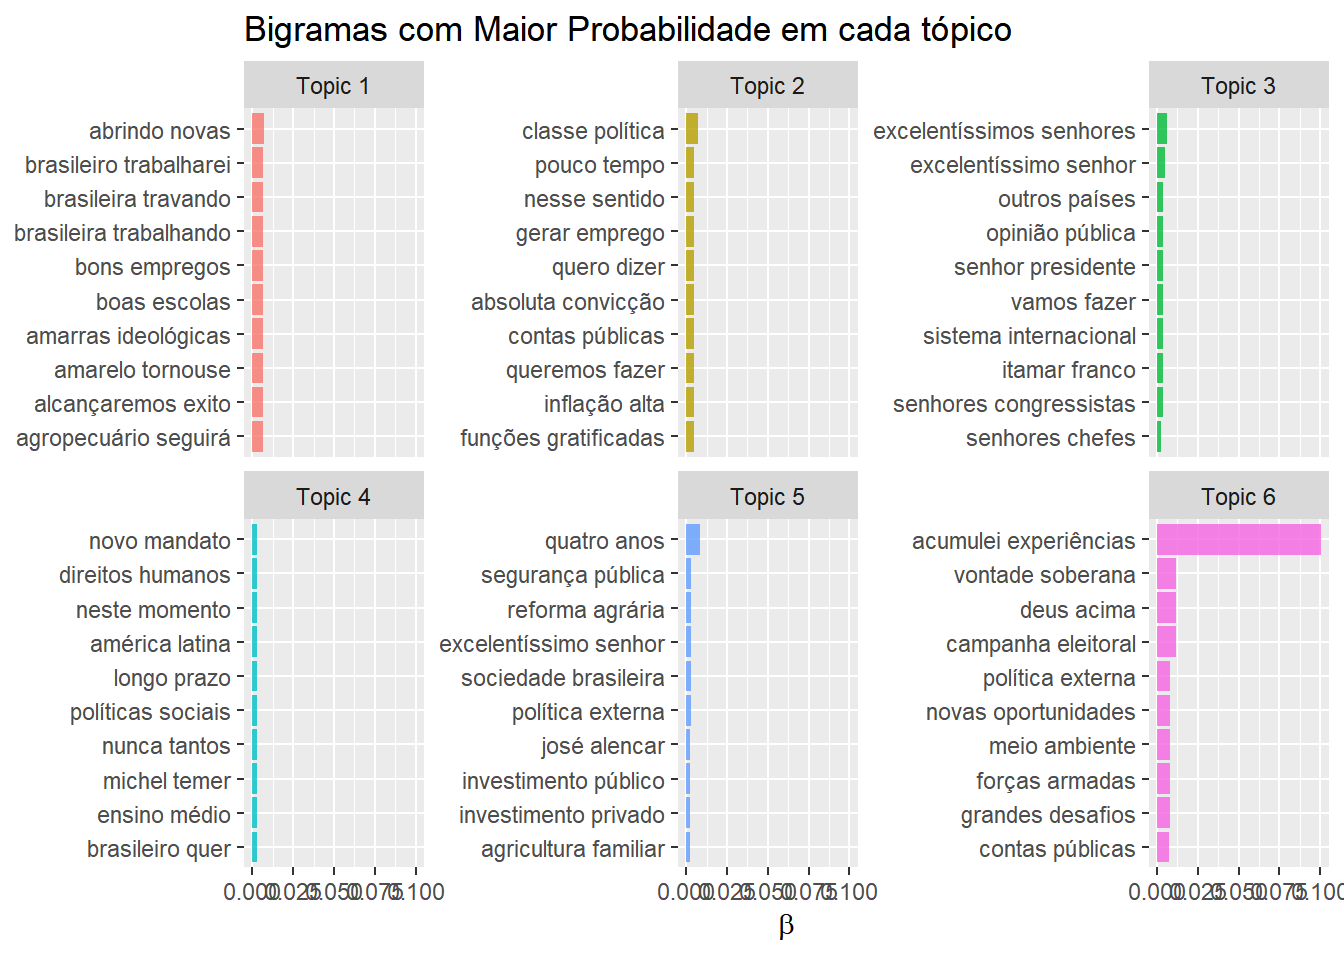 Bigramas com Maior Probabilidade em cada tópico
Topic 1
abrindo novas
brasileiro trabalharei
brasileira travando
brasileira trabalhando
bons empregos
boas escolas
amarras ideológicas
amarelo tornouse
alcançaremos exito
agropecuário seguirá
Topic 2
classe política
pouco tempo
nesse sentido
gerar emprego
quero dizer
absoluta convicção
contas públicas
queremos fazer
inflação alta
funções gratificadas
Topic 3
excelentíssimos senhores
excelentíssimo senhor
outros países
opinião pública
senhor presidente
vamos fazer
sistema internacional
itamar franco
senhores congressistas
senhores chefes
Topic 4
novo mandato
direitos humanos
neste momento
américa latina
longo prazo
políticas sociais
nunca tantos
michel temer
ensino médio
brasileiro quer
0.000 0.025 0.050 0.075 0.100
Topic 5
quatro anos
segurança pública
reforma agrária
excelentíssimo senhor
sociedade brasileira
política externa
josé alencar
investimento público
investimento privado
agricultura familiar
0.000 0.025 0.050 0.075 0.100
Topic 6
acumulei experiências
vontade soberana
deus acima
campanha eleitoral
política externa
novas oportunidades
meio ambiente
forças armadas
grandes desafios
contas públicas
0.000 0.025 0.050 0.075 0.100
β